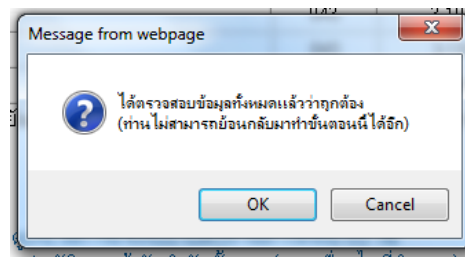 Message from webpage
ได้ตรวจสอบข้อมูลทั้งหมดแล้วว่าถูกต้อง
(ท่านไม่สามารถย้อนกลับมาทำขั้นตอนนี้ได้อีก)
OK
Cancel